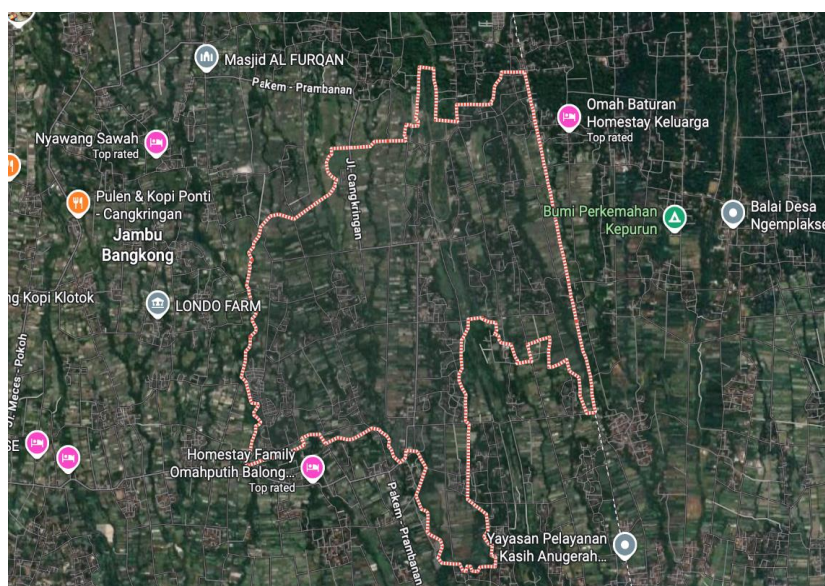 Masjid AL FURQAN
Pakem - Prambanan
Omah Baturan
Homestay Keluarga
Top rated
Nyawang Sawah
Top rated
Jl. Cangkringan
Pulen & Kopi Ponti
- Cangkringan
Jambu
Bangkong
Bumi Perkemahan
Kepurun
Balai Desa
Ngemplakse
ng Kopi Klotok
LONDO FARM
Meces - Pokoh
SE
Homestay Family
Omahputih Balong...
Top rated
Pakem - Prambanan
Yayasan Pelayanan
Kasih Anugerah...